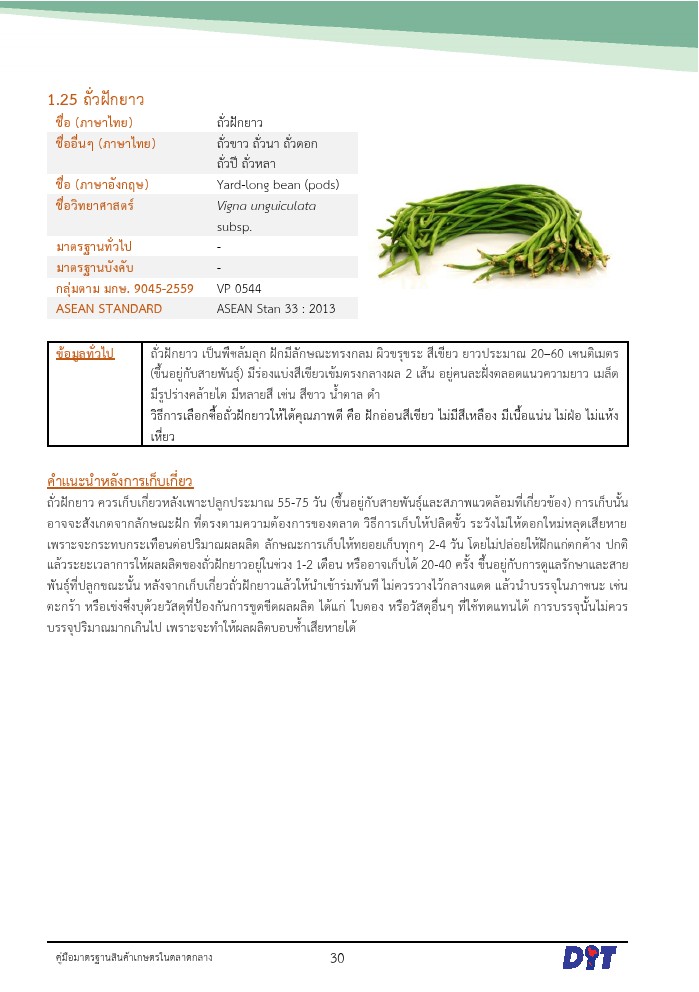 1.25 ถั่วฝักยาว
ชื่อ (ภาษาไทย) ถั่วฝักยาว
ชื่ออื่นๆ (ภาษาไทย) ถั่วขาว ถั่วนา ถั่วดอก
ถั่วปี ถั่วหลา
ชื่อ (ภาษาอังกฤษ) Yard-long bean (pods)
ชื่อวิทยาศาสตร์ Vigna unguiculata
subsp.
มาตรฐานทั่วไป -
มาตรฐานบังคับ -
กลุ่มตาม มกษ. 9045-2559 VP 0544
ASEAN STANDARD ASEAN Stan 33 : 2013
ข้อมูลทั่วไป ถั่วฝักยาว เป็นพืชล้มลุก ฝักมีลักษณะทรงกลม ผิวขรุขระ สีเขียว ยาวประมาณ 20–60 เซนติเมตร
(ขึ้นอยู่กับสายพันธุ์) มีร่องแบ่งสีเขียวเข้มตรงกลางผล 2 เส้น อยู่คนละฝั่งตลอดแนวความยาว เมล็ด
มีรูปร่างคล้ายไต มีหลายสี เช่น สีขาว น้ำตาล ดำ
วิธีการเลือกซื้อถั่วฝักยาวให้ได้คุณภาพดี คือ ฝักอ่อนสีเขียว ไม่มีสีเหลือง มีเนื้อแน่น ไม่ฝ่อ ไม่แห้ง
เหี่ยว
คำแนะนำหลังการเก็บเกี่ยว
ถั่วฝักยาว ควรเก็บเกี่ยวหลังเพาะปลูกประมาณ 55-75 วัน (ขึ้นอยู่กับสายพันธุ์และสภาพแวดล้อมที่เกี่ยวข้อง) การเก็บนั้น
อาจจะสังเกตจากลักษณะฝัก ที่ตรงตามความต้องการของตลาด วิธีการเก็บให้ปลิดขั้ว ระวังไม่ให้ดอกใหม่หลุดเสียหาย
เพราะจะกระทบกระเทือนต่อปริมาณผลผลิต ลักษณะการเก็บให้ทยอยเก็บทุกๆ 2-4 วัน โดยไม่ปล่อยให้ฝักแก่ตกค้าง ปกติ
แล้วระยะเวลาการให้ผลผลิตของถั่วฝักยาวอยู่ในช่วง 1-2 เดือน หรืออาจเก็บได้ 20-40 ครั้ง ขึ้นอยู่กับการดูแลรักษาและสาย
พันธุ์ที่ปลูกขณะนั้น หลังจากเก็บเกี่ยวถั่วฝักยาวแล้วให้นำเข้าร่มทันที ไม่ควรวางไว้กลางแดด แล้วนำบรรจุในภาชนะ เช่น
ตะกร้า หรือเข่งซึ่งบุด้วยวัสดุที่ป้องกันการขูดขีดผลผลิต ได้แก่ ใบตอง หรือวัสดุอื่นๆ ที่ใช้ทดแทนได้ การบรรจุนั้นไม่ควร
บรรจุปริมาณมากเกินไป เพราะจะทำให้ผลผลิตบอบช้ำเสียหายได้
คู่มือมาตรฐานสินค้าเกษตรในตลาดกลาง 30 DIT